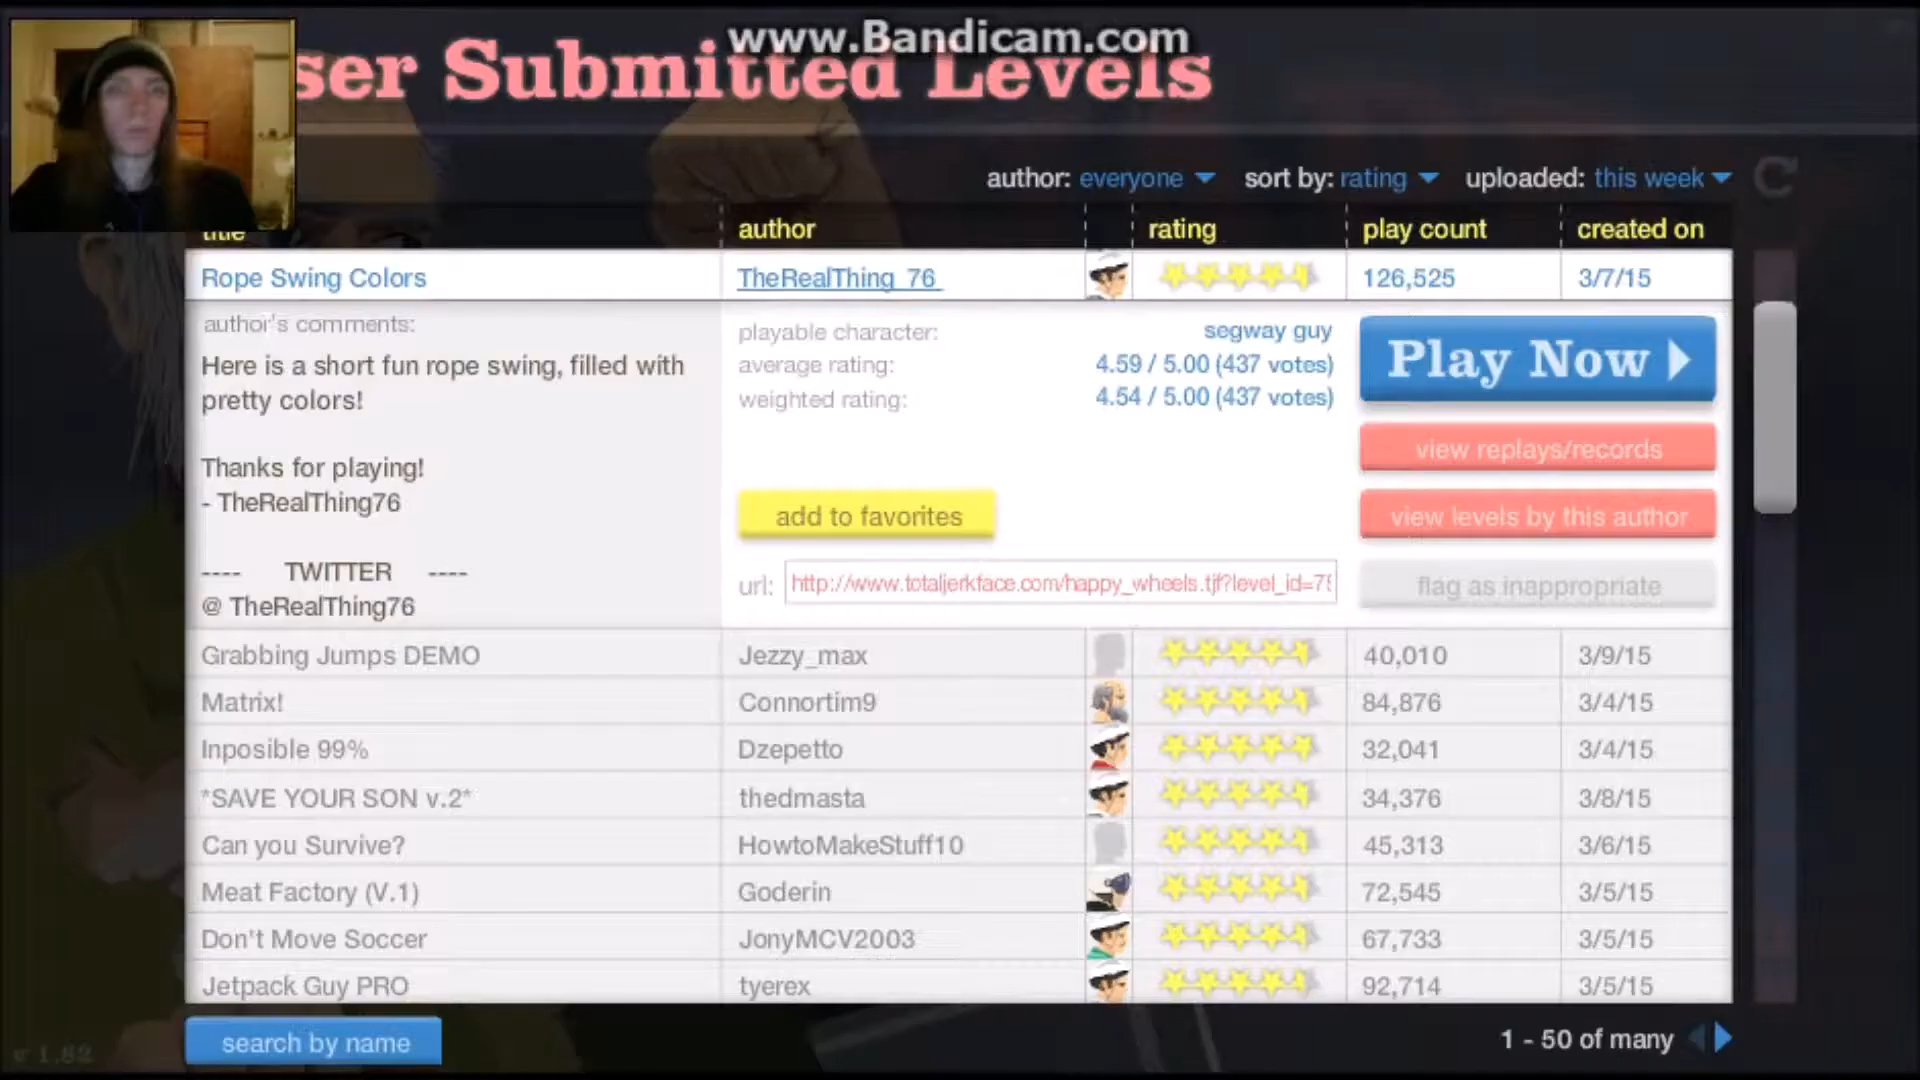 www.Bandicam.com
ser Submitted Levels
author: everyone sort by: rating uploaded: this week
title author rating play count created on
Rope Swing Colors TheRealThing_76 126,525 3/7/15
author's comments:
Here is a short fun rope swing, filled with
pretty colors!
Thanks for playing!
- TheRealThing76
---- TWITTER ----
@ TheRealThing76
playable character: segway guy
average rating: 4.59 / 5.00 (437 votes)
weighted rating: 4.54 / 5.00 (437 votes)
add to favorites
url: http://www.totaljerkface.com/happy_wheels.tjf?level_id=75
Play Now
view replays/records
view levels by this author
flag as inappropriate
Grabbing Jumps DEMO Jezzy_max 40,010 3/9/15
Matrix! Connortim9 84,876 3/4/15
Inposible 99% Dzepetto 32,041 3/4/15
*SAVE YOUR SON v.2* thedmasta 34,376 3/8/15
Can you Survive? HowtoMakeStuff10 45,313 3/6/15
Meat Factory (V.1) Goderin 72,545 3/5/15
Don't Move Soccer JonyMCV2003 67,733 3/5/15
Jetpack Guy PRO tyerex 92,714 3/5/15
search by name
1 - 50 of many
v 1.82